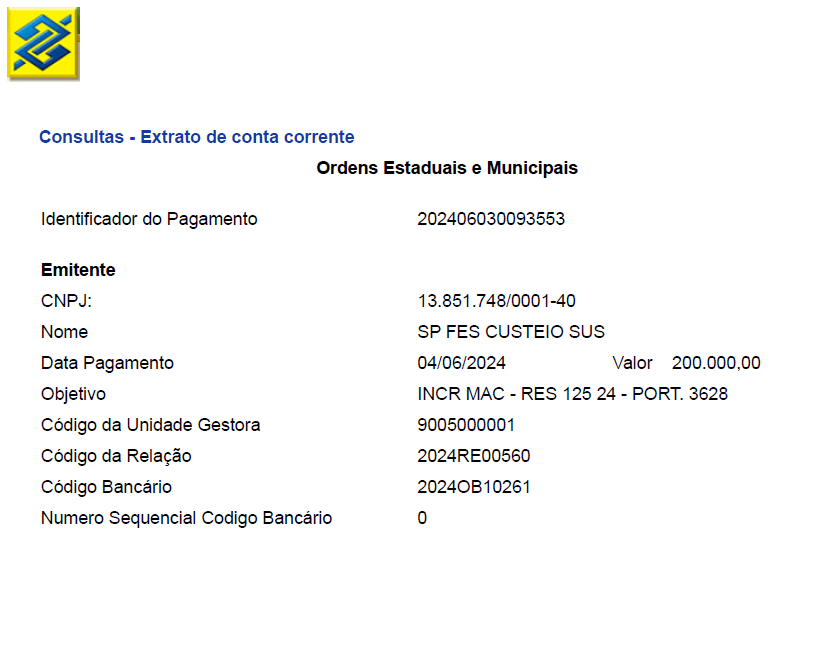 Consultas - Extrato de conta corrente
Ordens Estaduais e Municipais
Identificador do Pagamento 202406030093553
Emitente
CNPJ: 13.851.748/0001-40
Nome SP FES CUSTEIO SUS
Data Pagamento 04/06/2024 Valor 200.000,00
Objetivo INCR MAC - RES 125 24 - PORT. 3628
Código da Unidade Gestora 9005000001
Código da Relação 2024RE00560
Código Bancário 2024OB10261
Numero Sequencial Codigo Bancário 0